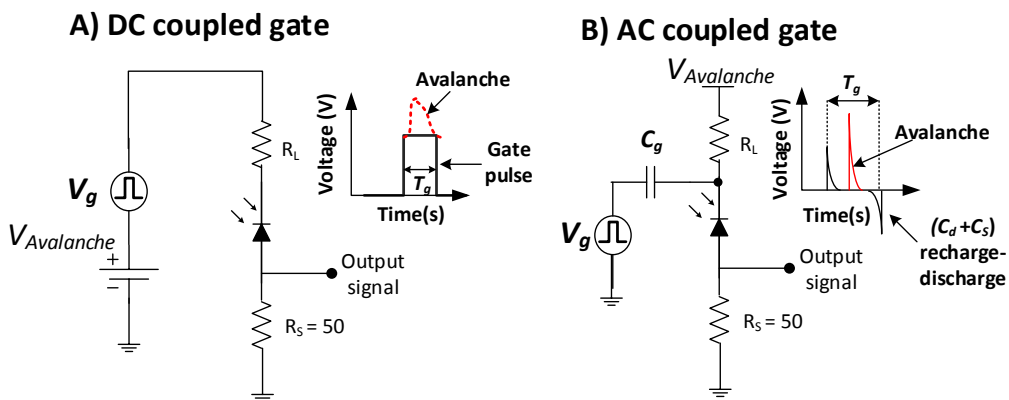 A) DC coupled gate
V_g
V_Avalanche
+
−
R_L
Output
signal
R_S = 50
Voltage (V)
Avalanche
Gate
pulse
T_g
Time(s)
B) AC coupled gate
V_Avalanche
C_g
R_L
V_g
Output
signal
R_S = 50
Voltage (V)
T_g
Avalanche
Time(s)
(C_d +C_s)
recharge-
discharge